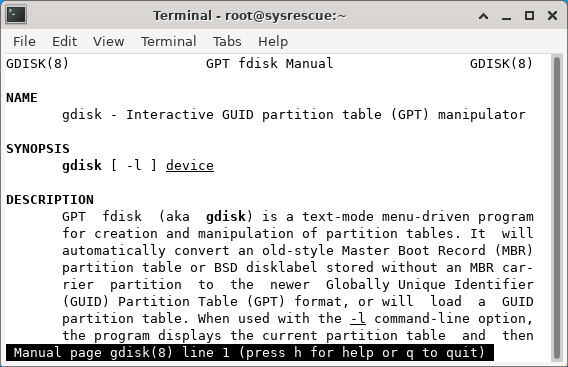 Terminal - root@sysrescue:~
File Edit View Terminal Tabs Help
GDISK(8) GPT fdisk Manual GDISK(8)
NAME
gdisk - Interactive GUID partition table (GPT) manipulator
SYNOPSIS
gdisk [ -l ] device
DESCRIPTION
GPT fdisk (aka gdisk) is a text-mode menu-driven program
for creation and manipulation of partition tables. It will
automatically convert an old-style Master Boot Record (MBR)
partition table or BSD disklabel stored without an MBR car-
rier partition to the newer Globally Unique Identifier
(GUID) Partition Table (GPT) format, or will load a GUID
partition table. When used with the -l command-line option,
the program displays the current partition table and then
Manual page gdisk(8) line 1 (press h for help or q to quit)